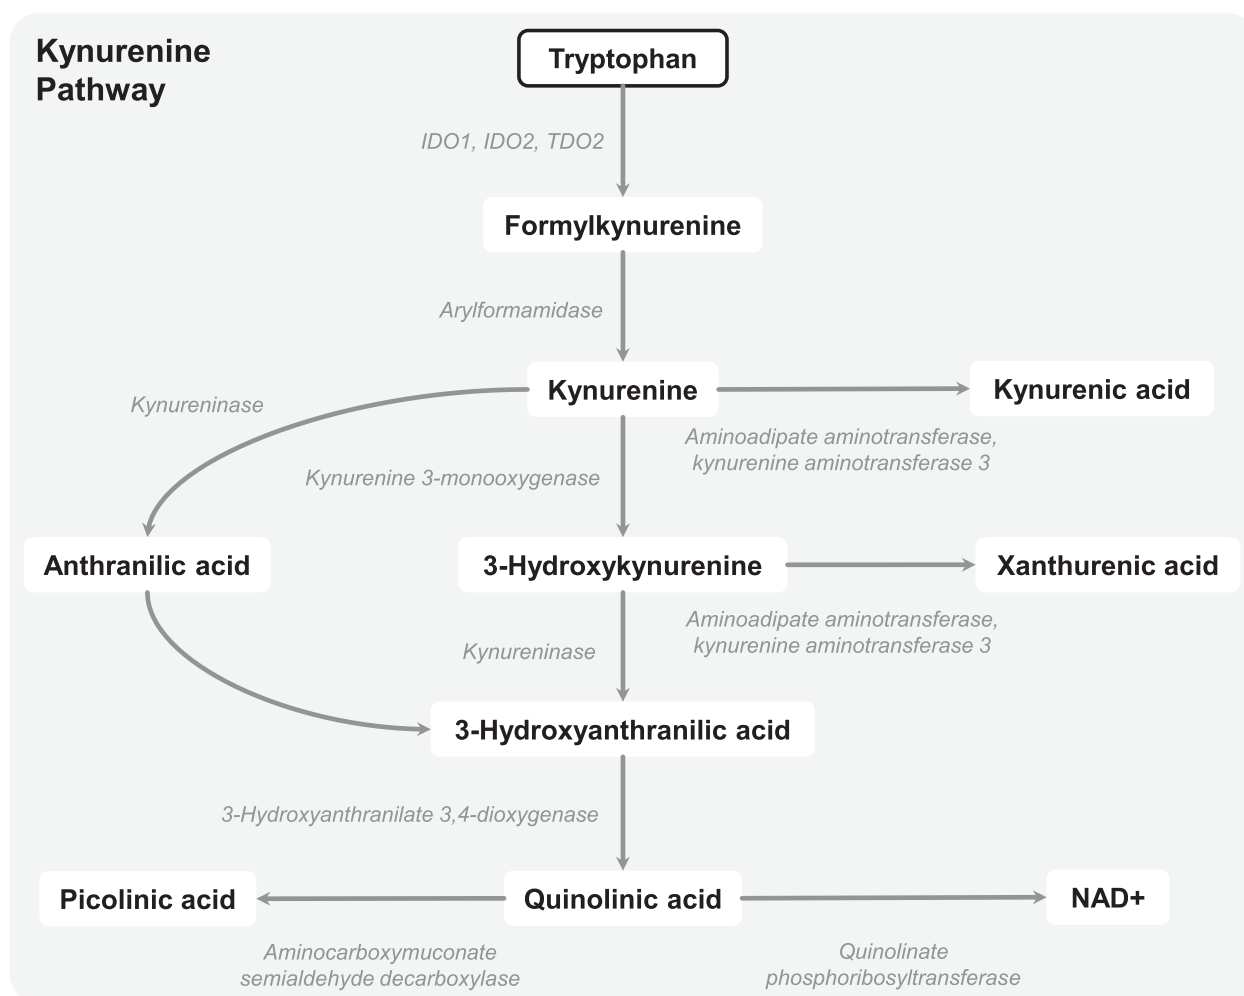 Kynurenine
Pathway
Tryptophan
IDO1, IDO2, TDO2
Formylkynurenine
Arylformamidase
Kynurenine
Kynurenic acid
Kynureninase
Aminoadipate aminotransferase,
kynurenine aminotransferase 3
Kynurenine 3-monooxygenase
Anthranilic acid
3-Hydroxykynurenine
Xanthurenic acid
Aminoadipate aminotransferase,
kynurenine aminotransferase 3
Kynureninase
3-Hydroxyanthranilic acid
3-Hydroxyanthranilate 3,4-dioxygenase
Picolinic acid
Quinolinic acid
NAD+
Aminocarboxymuconate
semialdehyde decarboxylase
Quinolinate
phosphoribosyltransferase